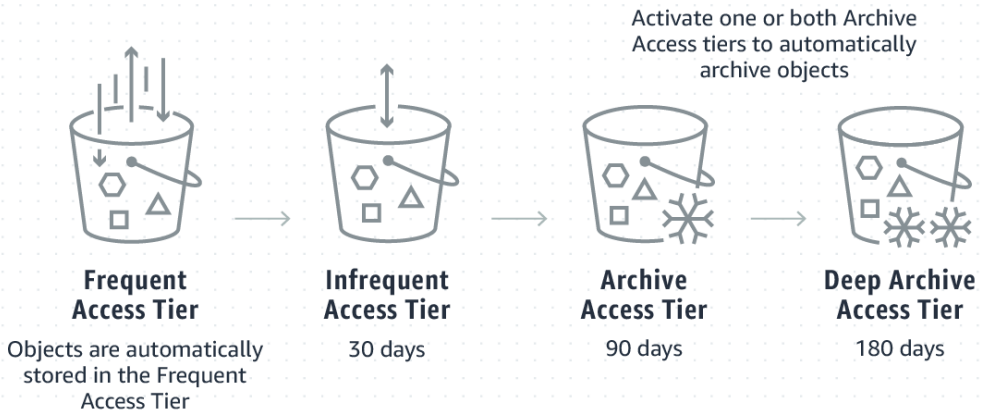 Activate one or both Archive
Access tiers to automatically
archive objects
Frequent
Access Tier
Objects are automatically
stored in the Frequent
Access Tier
Infrequent
Access Tier
30 days
Archive
Access Tier
90 days
Deep Archive
Access Tier
180 days